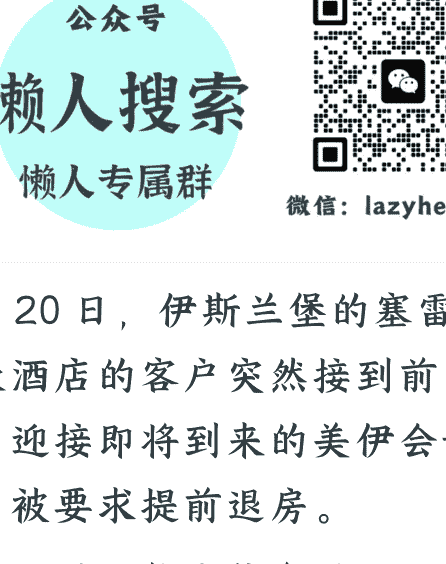 公众号
懒人搜索
懒人专属群
微信：lazyhe
20 日，伊斯兰堡的塞雷
酒店的客户突然接到前
迎接即将到来的美伊会
被要求提前退房。